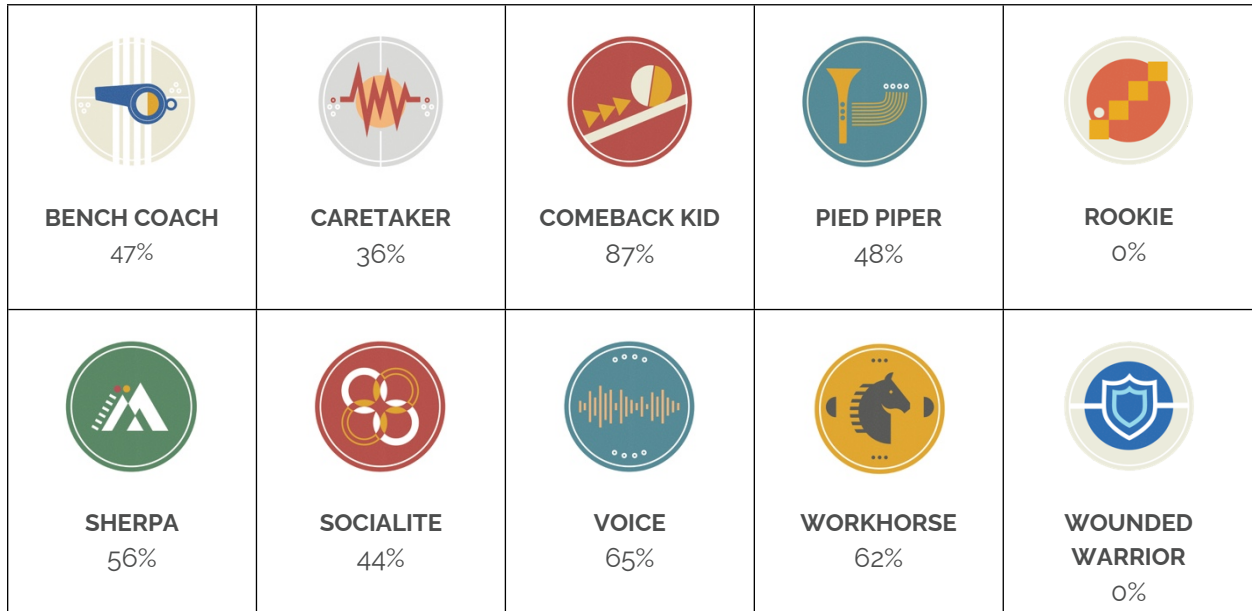 BENCH COACH
47%
CARETAKER
36%
COMEBACK KID
87%
PIED PIPER
48%
ROOKIE
0%
SHERPA
56%
SOCIALITE
44%
VOICE
65%
WORKHORSE
62%
WOUNDED
WARRIOR
0%